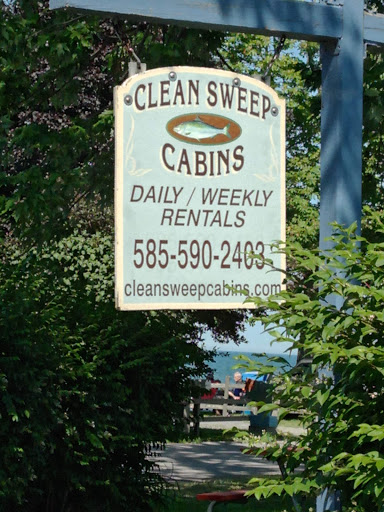 CLEAN SWEEP
CABINS
DAILY / WEEKLY
RENTALS
585-590-2403
cleansweepcabins.com